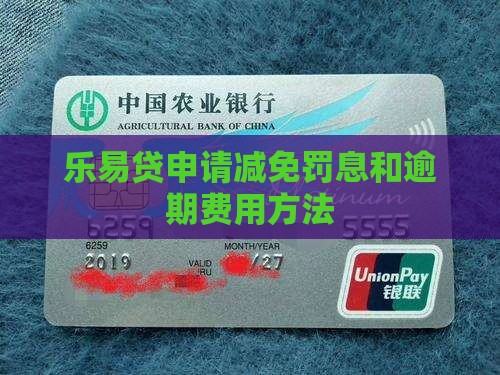 中国农业银行
AGRICULTURAL BANK OF CHINA
乐易贷申请减免罚息和逾
期费用方法
6259
5555
6259
MONTH/YEAR
2019
VALID
THRU
/27
UnionPay
银联